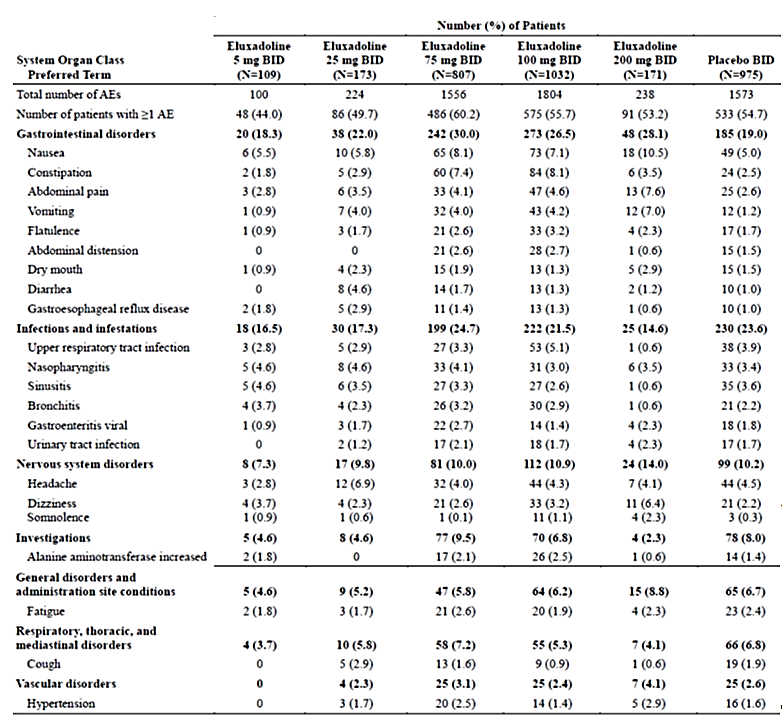 Number (%) of Patients
System Organ Class Preferred Term | Eluxadoline 5 mg BID (N=109) | Eluxadoline 25 mg BID (N=173) | Eluxadoline 75 mg BID (N=807) | Eluxadoline 100 mg BID (N=1032) | Eluxadoline 200 mg BID (N=171) | Placebo BID (N=975)
Total number of AEs 100 224 1556 1804 238 1573
Number of patients with ≥1 AE 48 (44.0) 86 (49.7) 486 (60.2) 575 (55.7) 91 (53.2) 533 (54.7)
Gastrointestinal disorders 20 (18.3) 38 (22.0) 242 (30.0) 273 (26.5) 48 (28.1) 185 (19.0)
Nausea 6 (5.5) 10 (5.8) 65 (8.1) 73 (7.1) 18 (10.5) 49 (5.0)
Constipation 2 (1.8) 5 (2.9) 60 (7.4) 84 (8.1) 6 (3.5) 24 (2.5)
Abdominal pain 3 (2.8) 6 (3.5) 33 (4.1) 47 (4.6) 13 (7.6) 25 (2.6)
Vomiting 1 (0.9) 7 (4.0) 32 (4.0) 43 (4.2) 12 (7.0) 12 (1.2)
Flatulence 1 (0.9) 3 (1.7) 21 (2.6) 33 (3.2) 4 (2.3) 17 (1.7)
Abdominal distension 0 0 21 (2.6) 28 (2.7) 1 (0.6) 15 (1.5)
Dry mouth 1 (0.9) 4 (2.3) 15 (1.9) 13 (1.3) 5 (2.9) 15 (1.5)
Diarrhea 0 8 (4.6) 14 (1.7) 13 (1.3) 2 (1.2) 10 (1.0)
Gastroesophageal reflux disease 2 (1.8) 5 (2.9) 11 (1.4) 13 (1.3) 1 (0.6) 10 (1.0)
Infections and infestations 18 (16.5) 30 (17.3) 199 (24.7) 222 (21.5) 25 (14.6) 230 (23.6)
Upper respiratory tract infection 3 (2.8) 5 (2.9) 27 (3.3) 53 (5.1) 1 (0.6) 38 (3.9)
Nasopharyngitis 5 (4.6) 8 (4.6) 33 (4.1) 31 (3.0) 6 (3.5) 33 (3.4)
Sinusitis 5 (4.6) 6 (3.5) 27 (3.3) 27 (2.6) 1 (0.6) 35 (3.6)
Bronchitis 4 (3.7) 4 (2.3) 26 (3.2) 30 (2.9) 1 (0.6) 21 (2.2)
Gastroenteritis viral 1 (0.9) 3 (1.7) 22 (2.7) 14 (1.4) 4 (2.3) 18 (1.8)
Urinary tract infection 0 2 (1.2) 17 (2.1) 18 (1.7) 4 (2.3) 17 (1.7)
Nervous system disorders 8 (7.3) 17 (9.8) 81 (10.0) 112 (10.9) 24 (14.0) 99 (10.2)
Headache 3 (2.8) 12 (6.9) 32 (4.0) 44 (4.3) 7 (4.1) 44 (4.5)
Dizziness 4 (3.7) 4 (2.3) 21 (2.6) 33 (3.2) 11 (6.4) 21 (2.2)
Somnolence 1 (0.9) 1 (0.6) 1 (0.1) 11 (1.1) 4 (2.3) 3 (0.3)
Investigations 5 (4.6) 8 (4.6) 77 (9.5) 70 (6.8) 4 (2.3) 78 (8.0)
Alanine aminotransferase increased 2 (1.8) 0 17 (2.1) 26 (2.5) 1 (0.6) 14 (1.4)
General disorders and
administration site conditions 5 (4.6) 9 (5.2) 47 (5.8) 64 (6.2) 15 (8.8) 65 (6.7)
Fatigue 2 (1.8) 3 (1.7) 21 (2.6) 20 (1.9) 4 (2.3) 23 (2.4)
Respiratory, thoracic, and
mediastinal disorders 4 (3.7) 10 (5.8) 58 (7.2) 55 (5.3) 7 (4.1) 66 (6.8)
Cough 0 5 (2.9) 13 (1.6) 9 (0.9) 1 (0.6) 19 (1.9)
Vascular disorders 0 4 (2.3) 25 (3.1) 25 (2.4) 7 (4.1) 25 (2.6)
Hypertension 0 3 (1.7) 20 (2.5) 14 (1.4) 5 (2.9) 16 (1.6)